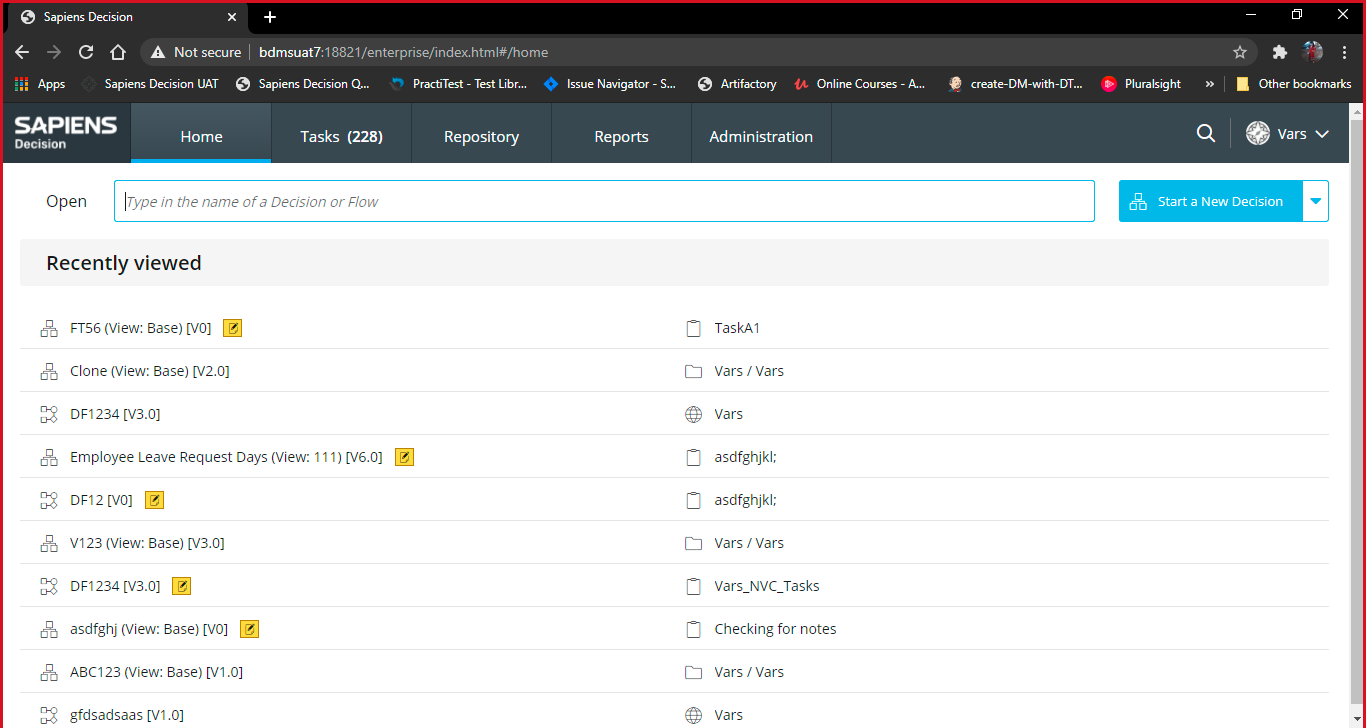 Sapiens Decision
Not secure bdmsuat7:18821/enterprise/index.html#/home
Apps Sapiens Decision UAT Sapiens Decision Q... PractiTest - Test Libr... Issue Navigator - S... Artifactory Online Courses - A... create-DM-with-DT... Pluralsight » Other bookmarks
SAPIENS
Decision
Home Tasks (228) Repository Reports Administration Vars
Open Type in the name of a Decision or Flow Start a New Decision
Recently viewed
FT56 (View: Base) [V0] TaskA1
Clone (View: Base) [V2.0] Vars / Vars
DF1234 [V3.0] Vars
Employee Leave Request Days (View: 111) [V6.0] asdfghjkl;
DF12 [V0] asdfghjkl;
V123 (View: Base) [V3.0] Vars / Vars
DF1234 [V3.0] Vars_NVC_Tasks
asdfghj (View: Base) [V0] Checking for notes
ABC123 (View: Base) [V1.0] Vars / Vars
gfdsadsaas [V1.0] Vars